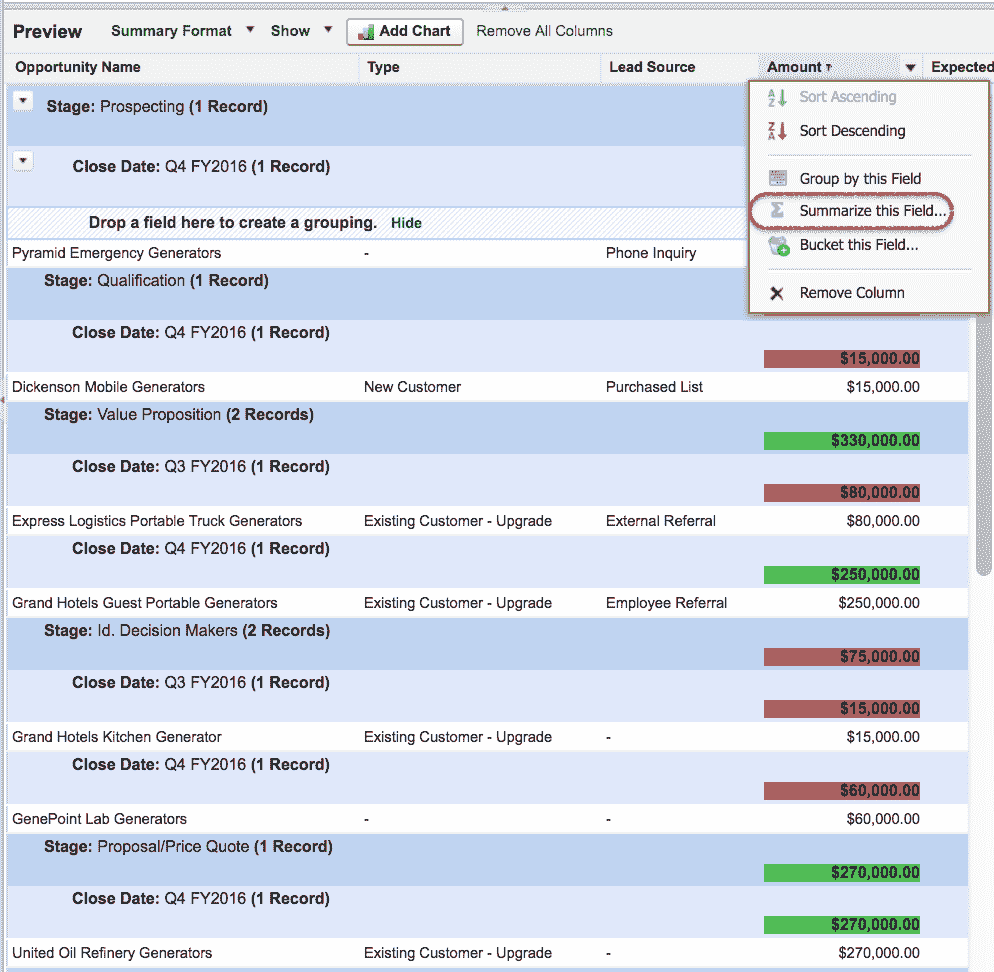 Preview Summary Format Show Add Chart Remove All Columns
Opportunity Name Type Lead Source Amount ↑ Expected
Stage: Prospecting (1 Record)
Close Date: Q4 FY2016 (1 Record)
Drop a field here to create a grouping. Hide
Pyramid Emergency Generators - Phone Inquiry
Sort Ascending
Sort Descending
Group by this Field
Summarize this Field...
Bucket this Field...
Remove Column
Stage: Qualification (1 Record)
Close Date: Q4 FY2016 (1 Record)
$15,000.00
Dickenson Mobile Generators New Customer Purchased List $15,000.00
Stage: Value Proposition (2 Records)
$330,000.00
Close Date: Q3 FY2016 (1 Record)
$80,000.00
Express Logistics Portable Truck Generators Existing Customer - Upgrade External Referral $80,000.00
Close Date: Q4 FY2016 (1 Record)
$250,000.00
Grand Hotels Guest Portable Generators Existing Customer - Upgrade Employee Referral $250,000.00
Stage: Id. Decision Makers (2 Records)
$75,000.00
Close Date: Q3 FY2016 (1 Record)
$15,000.00
Grand Hotels Kitchen Generator Existing Customer - Upgrade - $15,000.00
Close Date: Q4 FY2016 (1 Record)
$60,000.00
GenePoint Lab Generators - - $60,000.00
Stage: Proposal/Price Quote (1 Record)
$270,000.00
Close Date: Q4 FY2016 (1 Record)
$270,000.00
United Oil Refinery Generators Existing Customer - Upgrade - $270,000.00